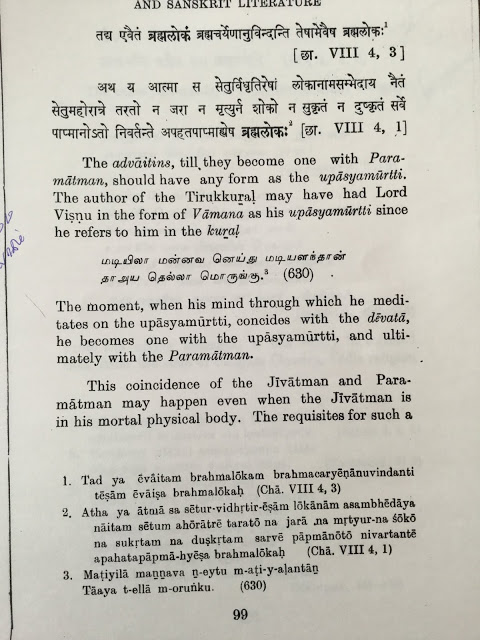 AND SANSKRIT LITERATURE
तद्य एवैतं ब्रह्मलोकं ब्रह्मचर्येणानुविन्दन्ति तेषामेवैष ब्रह्मलोकः¹
[छा. VIII 4, 3]
अथ य आत्मा स सेतुर्विधृतिरेषां लोकानामसम्भेदाय नैतं
सेतुमहोरात्रे तरतो न जरा न मृत्युर्न शोको न सुकृतं न दुष्कृतं सर्वे
पाप्मानोऽतो निवर्तन्ते अपहतपाप्माह्येष ब्रह्मलोकः² [छा. VIII 4, 1]
The advāitins, till they become one with Para-
mātman, should have any form as the upāsyamūrtti.
The author of the Tirukkuṟaḷ may have had Lord
Viṣṇu in the form of Vāmana as his upāsyamūrtti since
he refers to him in the kuṟaḷ
மடியிலா மன்னவ னெய்து மடியளந்தான்
தாஅய தெல்லா மொருங்கு.³ (630)
The moment, when his mind through which he medi-
tates on the upāsyamūrtti, concides with the dēvatā,
he becomes one with the upāsyamūrtti, and ulti-
mately with the Paramātman.
This coincidence of the Jīvātman and Para-
mātman may happen even when the Jīvātman is
in his mortal physical body. The requisites for such a
1. Tad ya ēvāitam brahmalōkam brahmacaryēṇānuvindanti
tēṣām ēvāiṣa brahmalōkaḥ (Chā. VIII 4, 3)
2. Atha ya ātmā sa sētur-vidhṛtir-ēṣām lōkānām asambhēdāya
nāitam sētum ahōrātrē taratō na jarā na mṛtyur-na śōkō
na sukṛtam na duṣkṛtam sarvē pāpmānōtō nivartantē
apahatapāpmā-hyēṣa brahmalōkaḥ (Chā. VIII 4, 1)
3. Maṭiyilā maṉṉava ṉ-eytu m-aṭi-y-aḷantāṉ
Tāaya t-ellā m-oruṅku. (630)
99